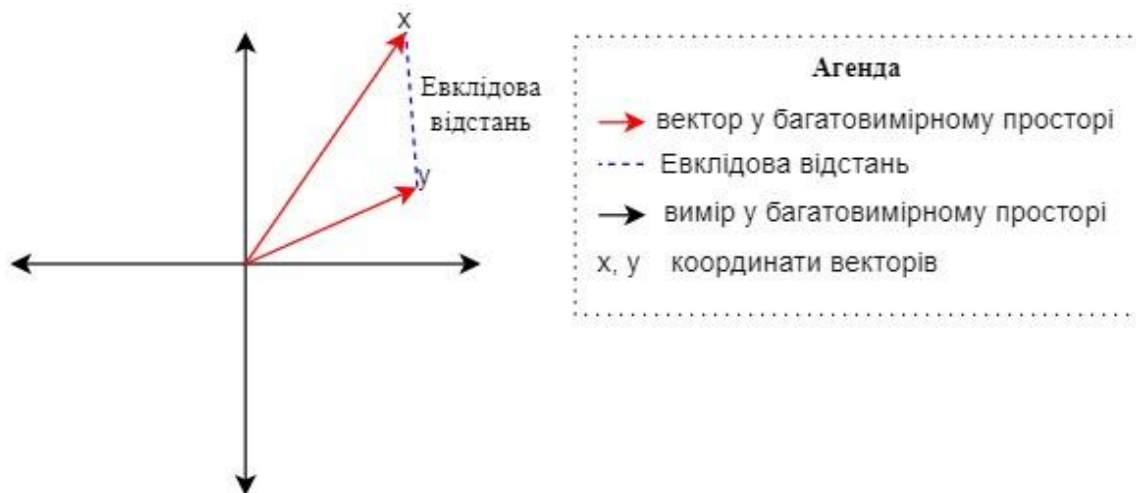 x
Евклідова
відстань
y
Агенда
вектор у багатовимірному просторі
Евклідова відстань
вимір у багатовимірному просторі
x, y координати векторів